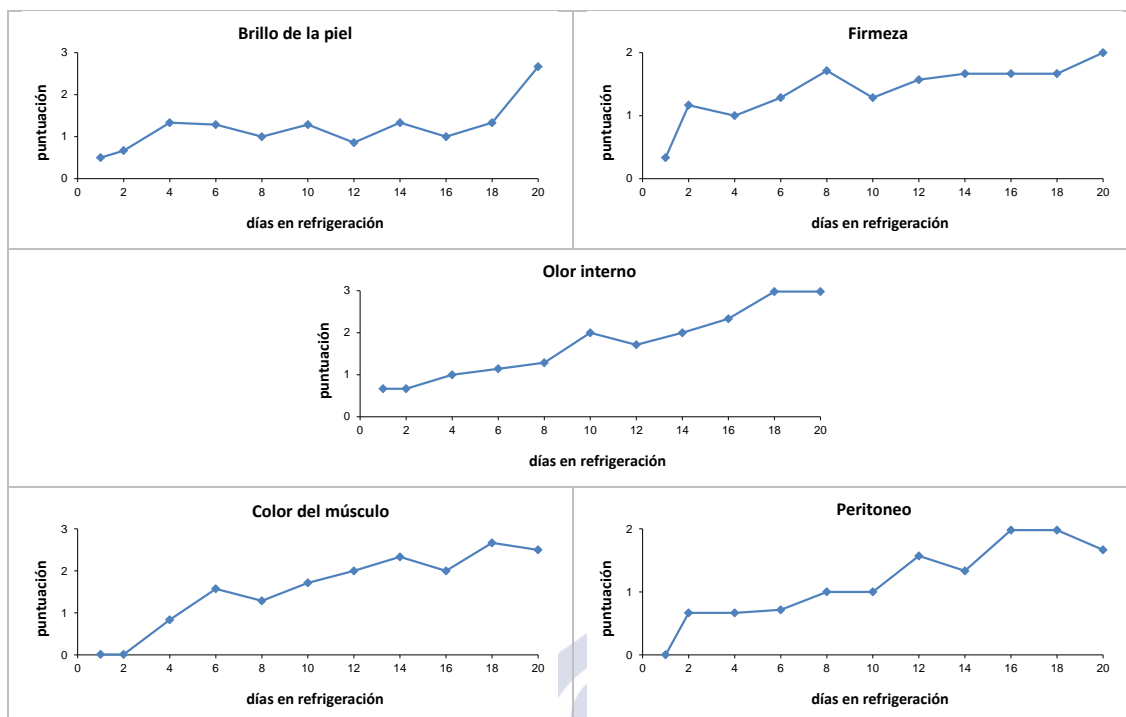 Brillo de la piel
3
2
1
0
0 2 4 6 8 10 12 14 16 18 20
puntuación
días en refrigeración
Firmeza
2
1
0
0 2 4 6 8 10 12 14 16 18 20
puntuación
días en refrigeración
Olor interno
3
2
1
0
0 2 4 6 8 10 12 14 16 18 20
puntuación
días en refrigeración
Color del músculo
3
2
1
0
0 2 4 6 8 10 12 14 16 18 20
puntuación
días en refrigeración
Peritoneo
2
1
0
0 2 4 6 8 10 12 14 16 18 20
puntuación
días en refrigeración